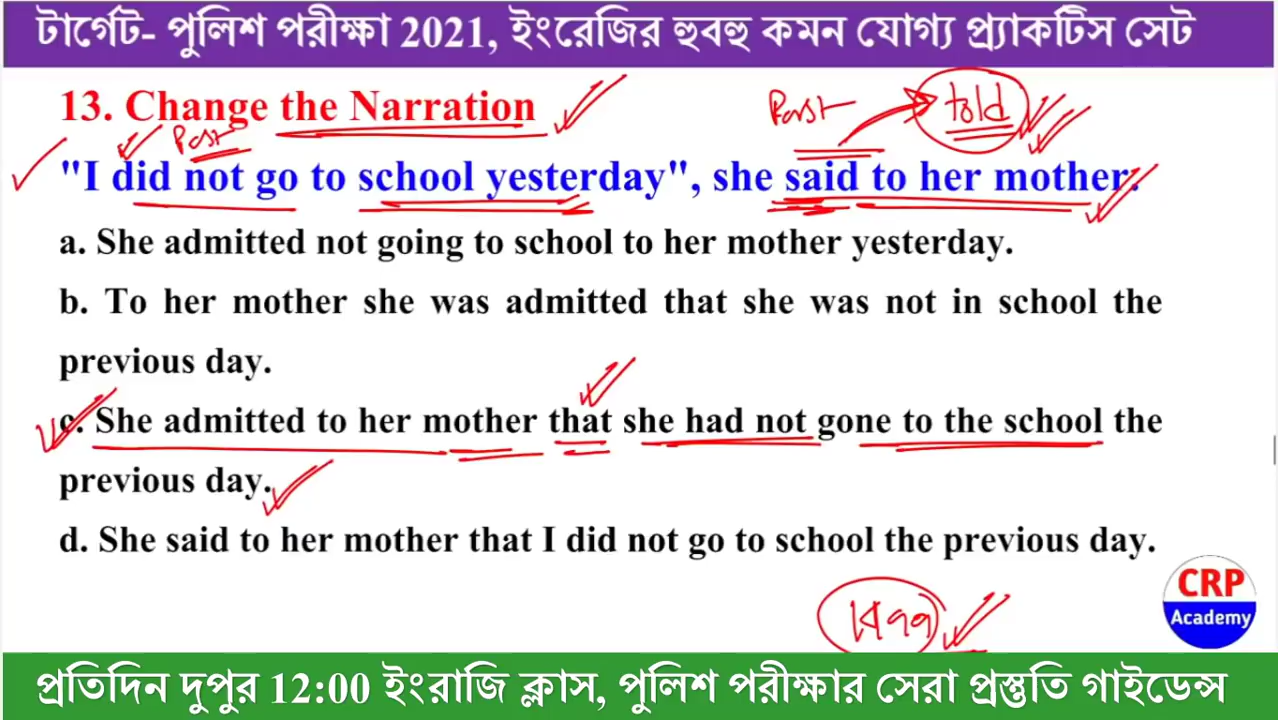 টার্গেট- পুলিশ পরীক্ষা 2021, ইংরেজির হুবহু কমন যোগ্য প্র্যাকটিস সেট
13. Change the Narration
Past → told
Past
"I did not go to school yesterday", she said to her mother.
a. She admitted not going to school to her mother yesterday.
b. To her mother she was admitted that she was not in school the
previous day.
c. She admitted to her mother that she had not gone to the school the
previous day.
d. She said to her mother that I did not go to school the previous day.
CRP
Academy
প্রতিদিন দুপুর 12:00 ইংরাজি ক্লাস, পুলিশ পরীক্ষার সেরা প্রস্তুতি গাইডেন্স